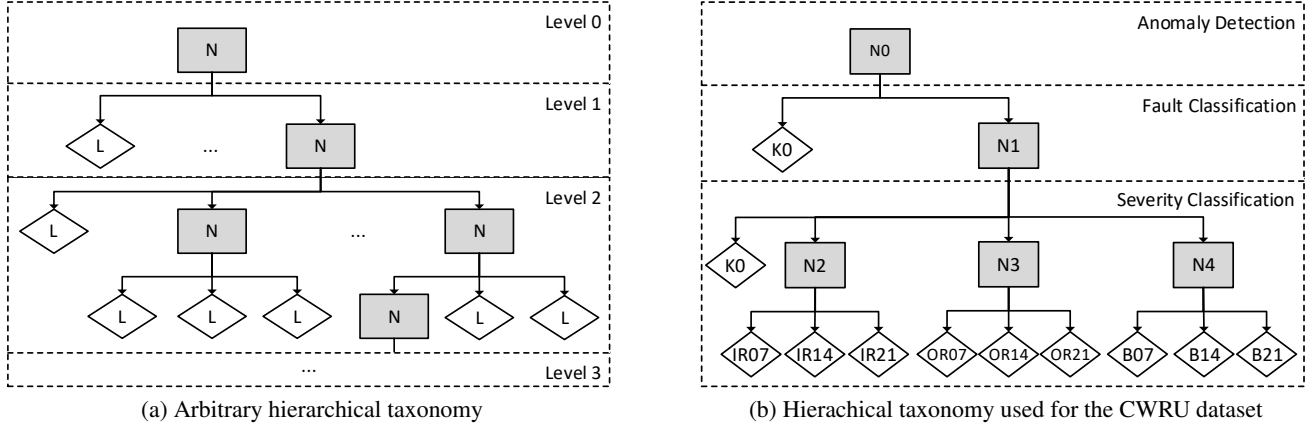 Level 0
N
Level 1
L
...
N
Level 2
L
N
...
N
L
L
L
N
L
L
...
Level 3
(a) Arbitrary hierarchical taxonomy
Anomaly Detection
N0
Fault Classification
K0
N1
Severity Classification
K0
N2
N3
N4
IR07
IR14
IR21
OR07
OR14
OR21
B07
B14
B21
(b) Hierachical taxonomy used for the CWRU dataset